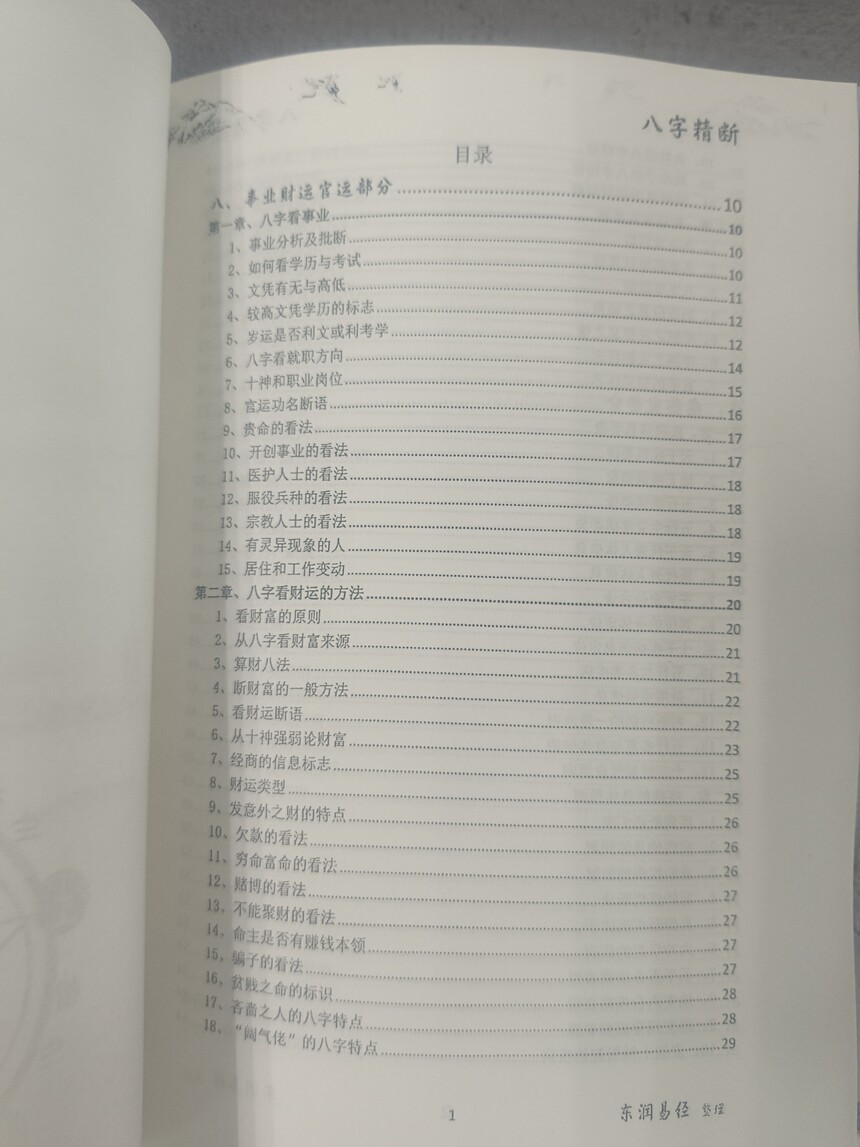 八字精断
目录
八、事业财运官运部分..........10
第一章、八字看事业..........10
1、事业分析及批断..........10
2、如何看学历与考试..........10
3、文凭有无与高低..........11
4、较高文凭学历的标志..........12
5、岁运是否利文或利考学..........12
6、八字看就职方向..........14
7、十神和职业岗位..........15
8、官运功名断语..........16
9、贵命的看法..........17
10、开创事业的看法..........17
11、医护人士的看法..........18
12、服役兵种的看法..........18
13、宗教人士的看法..........18
14、有灵异现象的人..........19
15、居住和工作变动..........19
第二章、八字看财运的方法..........20
1、看财富的原则..........20
2、从八字看财富来源..........21
3、算财八法..........21
4、断财富的一般方法..........22
5、看财运断语..........22
6、从十神强弱论财富..........23
7、经商的信息标志..........25
8、财运类型..........25
9、发意外之财的特点..........26
10、欠款的看法..........26
11、穷命富命的看法..........26
12、赌博的看法..........27
13、不能聚财的看法..........27
14、命主是否有赚钱本领..........27
15、骗子的看法..........27
16、贫贱之命的标识..........28
17、吝啬之人的八字特点..........28
18、“阔气佬”的八字特点..........29
1
东润易经 整理